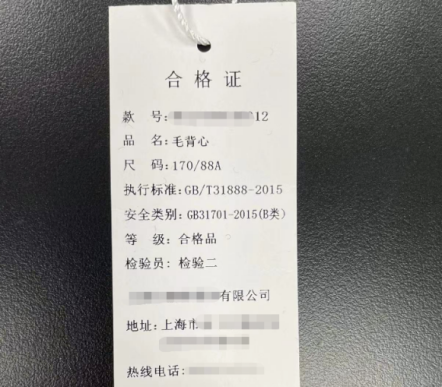 合格证
款 号: 12
品 名:毛背心
尺 码:170/88A
执行标准:GB/T31888-2015
安全类别:GB31701-2015(B类)
等 级:合格品
检验员:检验二
有限公司
地址:上海市
热线电话: